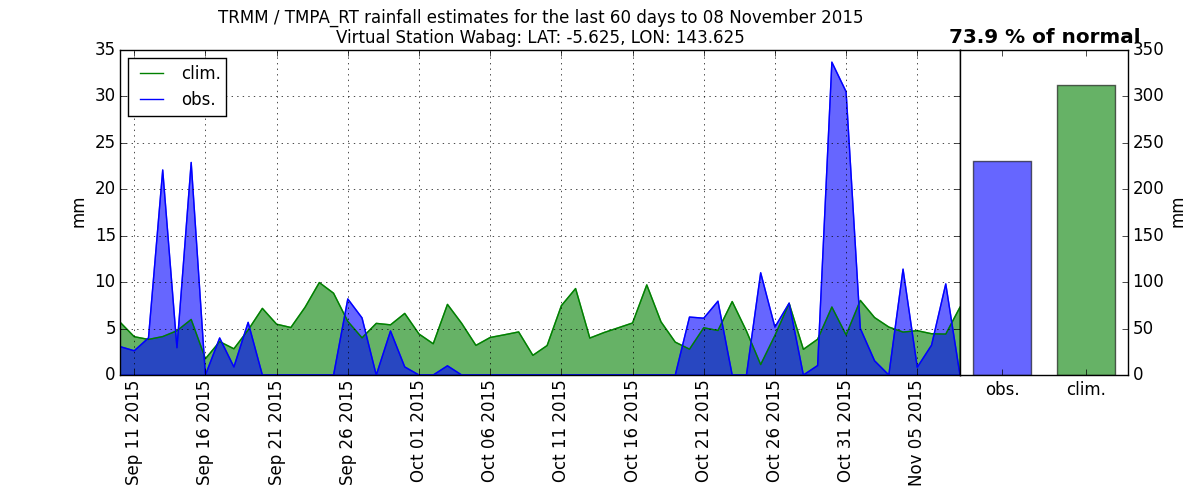 TRMM / TMPA_RT rainfall estimates for the last 60 days to 08 November 2015
Virtual Station Wabag: LAT: -5.625, LON: 143.625
73.9 % of normal
clim.
obs.
35
30
25
20
15
10
5
0
mm
350
300
250
200
150
100
50
0
mm
obs.
clim.
Sep 11 2015
Sep 16 2015
Sep 21 2015
Sep 26 2015
Oct 01 2015
Oct 06 2015
Oct 11 2015
Oct 16 2015
Oct 21 2015
Oct 26 2015
Oct 31 2015
Nov 05 2015